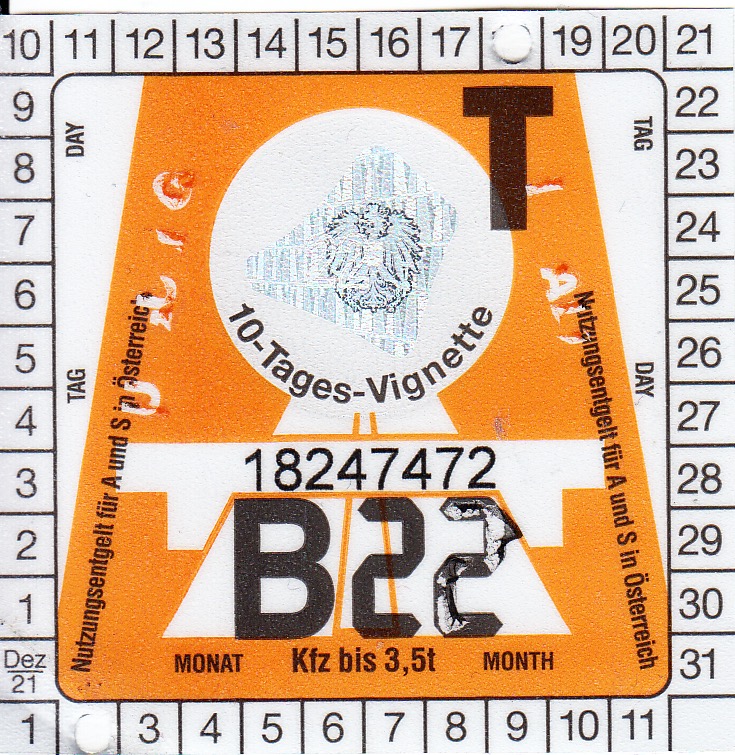 10 11 12 13 14 15 16 17 19 20 21
9 22
8 23
7 24
6 25
5 26
4 27
3 28
2 29
1 30
Dez 21 31
1 3 4 5 6 7 8 9 10 11
DAY
TAG
T
10-Tages-Vignette
TAG
DAY
Nutzungsentgelt für A und S in Österreich
Nutzungsentgelt für A und S in Österreich
18247472
B22
MONAT Kfz bis 3,5t MONTH